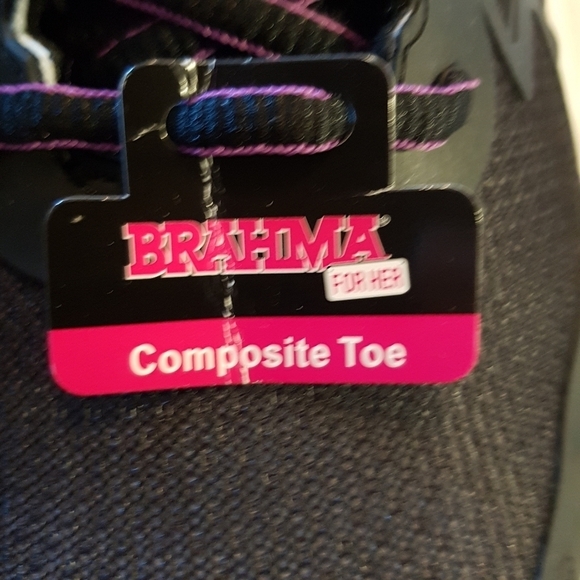 BRAHMA
FOR HER
Composite Toe